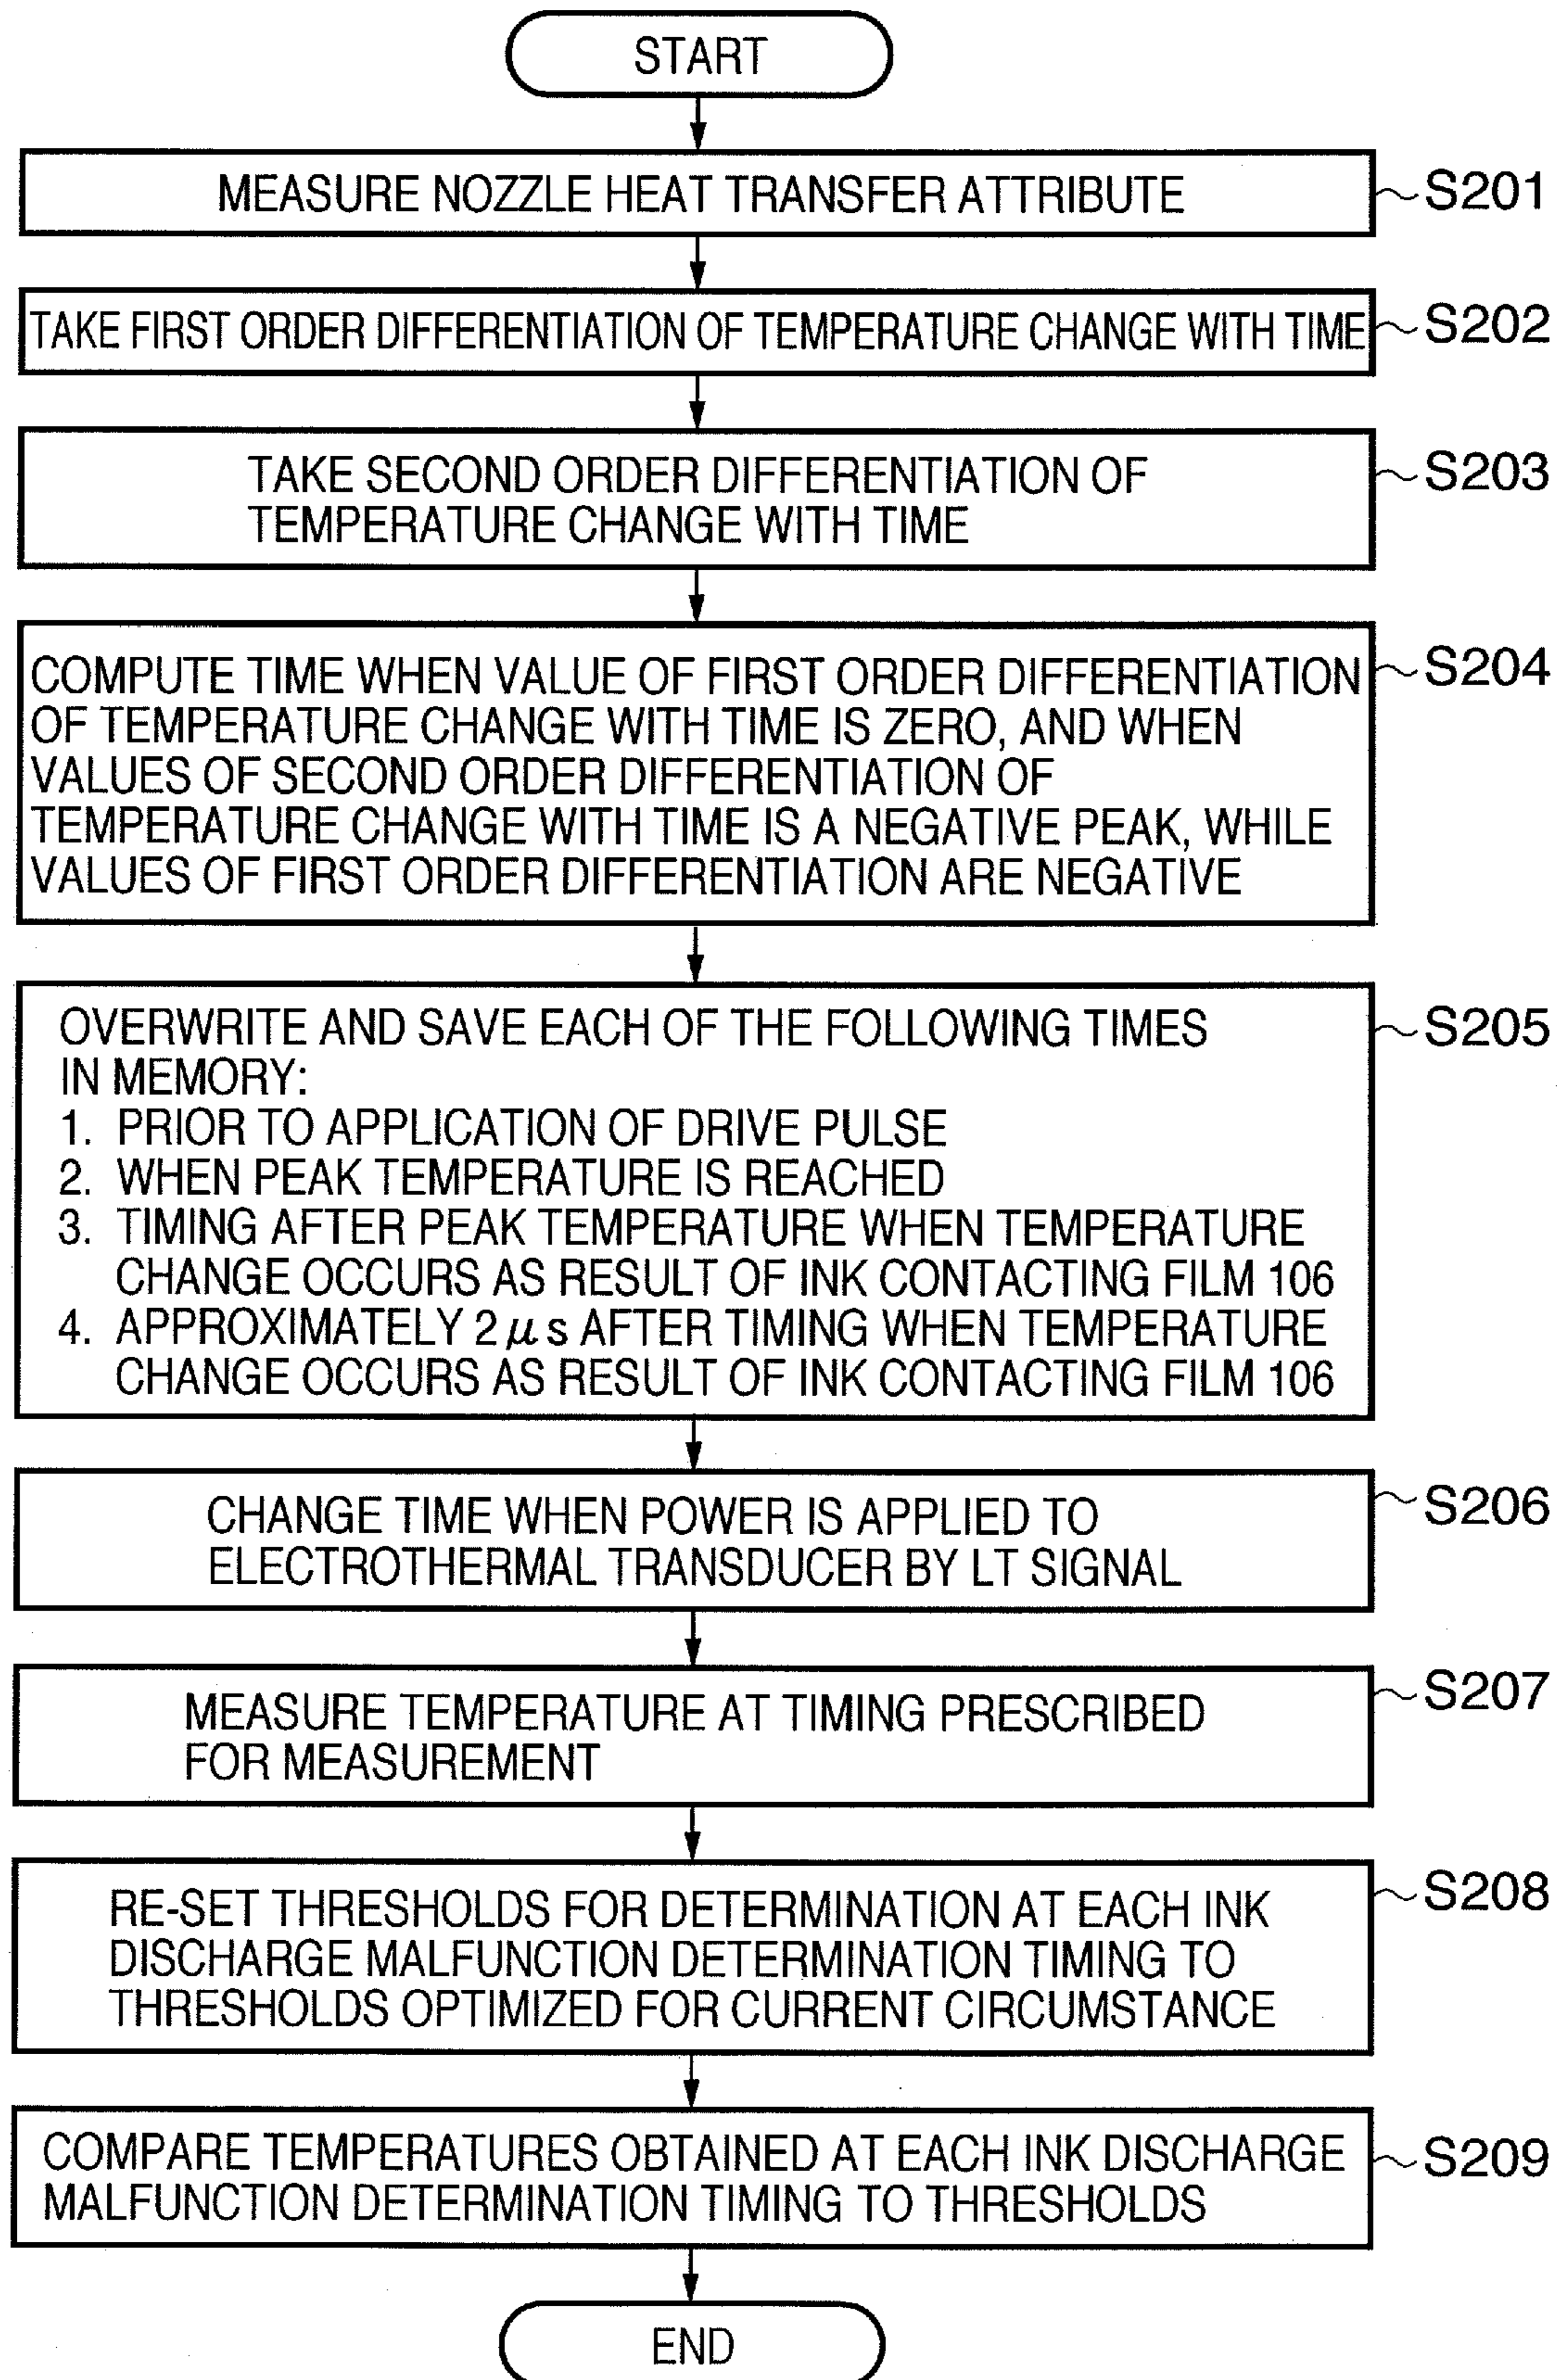 START
MEASURE NOZZLE HEAT TRANSFER ATTRIBUTE
S201
TAKE FIRST ORDER DIFFERENTIATION OF TEMPERATURE CHANGE WITH TIME
S202
TAKE SECOND ORDER DIFFERENTIATION OF
TEMPERATURE CHANGE WITH TIME
S203
COMPUTE TIME WHEN VALUE OF FIRST ORDER DIFFERENTIATION
OF TEMPERATURE CHANGE WITH TIME IS ZERO, AND WHEN
VALUES OF SECOND ORDER DIFFERENTIATION OF
TEMPERATURE CHANGE WITH TIME IS A NEGATIVE PEAK, WHILE
VALUES OF FIRST ORDER DIFFERENTIATION ARE NEGATIVE
S204
OVERWRITE AND SAVE EACH OF THE FOLLOWING TIMES
IN MEMORY:
1. PRIOR TO APPLICATION OF DRIVE PULSE
2. WHEN PEAK TEMPERATURE IS REACHED
3. TIMING AFTER PEAK TEMPERATURE WHEN TEMPERATURE
CHANGE OCCURS AS RESULT OF INK CONTACTING FILM 106
4. APPROXIMATELY 2 μs AFTER TIMING WHEN TEMPERATURE
CHANGE OCCURS AS RESULT OF INK CONTACTING FILM 106
S205
CHANGE TIME WHEN POWER IS APPLIED TO
ELECTROTHERMAL TRANSDUCER BY LT SIGNAL
S206
MEASURE TEMPERATURE AT TIMING PRESCRIBED
FOR MEASUREMENT
S207
RE-SET THRESHOLDS FOR DETERMINATION AT EACH INK
DISCHARGE MALFUNCTION DETERMINATION TIMING TO
THRESHOLDS OPTIMIZED FOR CURRENT CIRCUMSTANCE
S208
COMPARE TEMPERATURES OBTAINED AT EACH INK DISCHARGE
MALFUNCTION DETERMINATION TIMING TO THRESHOLDS
S209
END